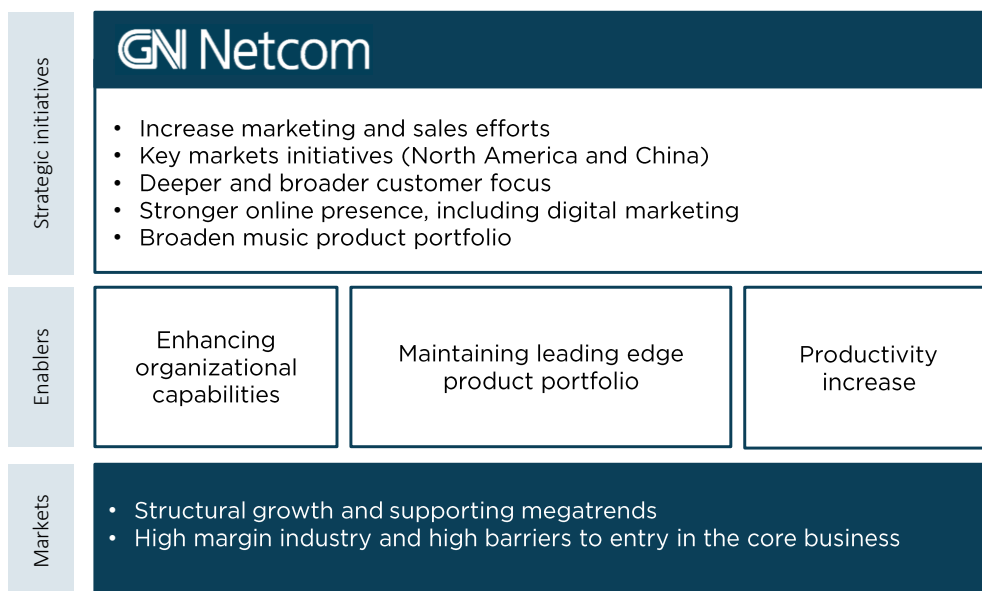 Strategic initiatives
GN Netcom
• Increase marketing and sales efforts
• Key markets initiatives (North America and China)
• Deeper and broader customer focus
• Stronger online presence, including digital marketing
• Broaden music product portfolio
Enablers
Enhancing
organizational
capabilities
Maintaining leading edge
product portfolio
Productivity
increase
Markets
• Structural growth and supporting megatrends
• High margin industry and high barriers to entry in the core business